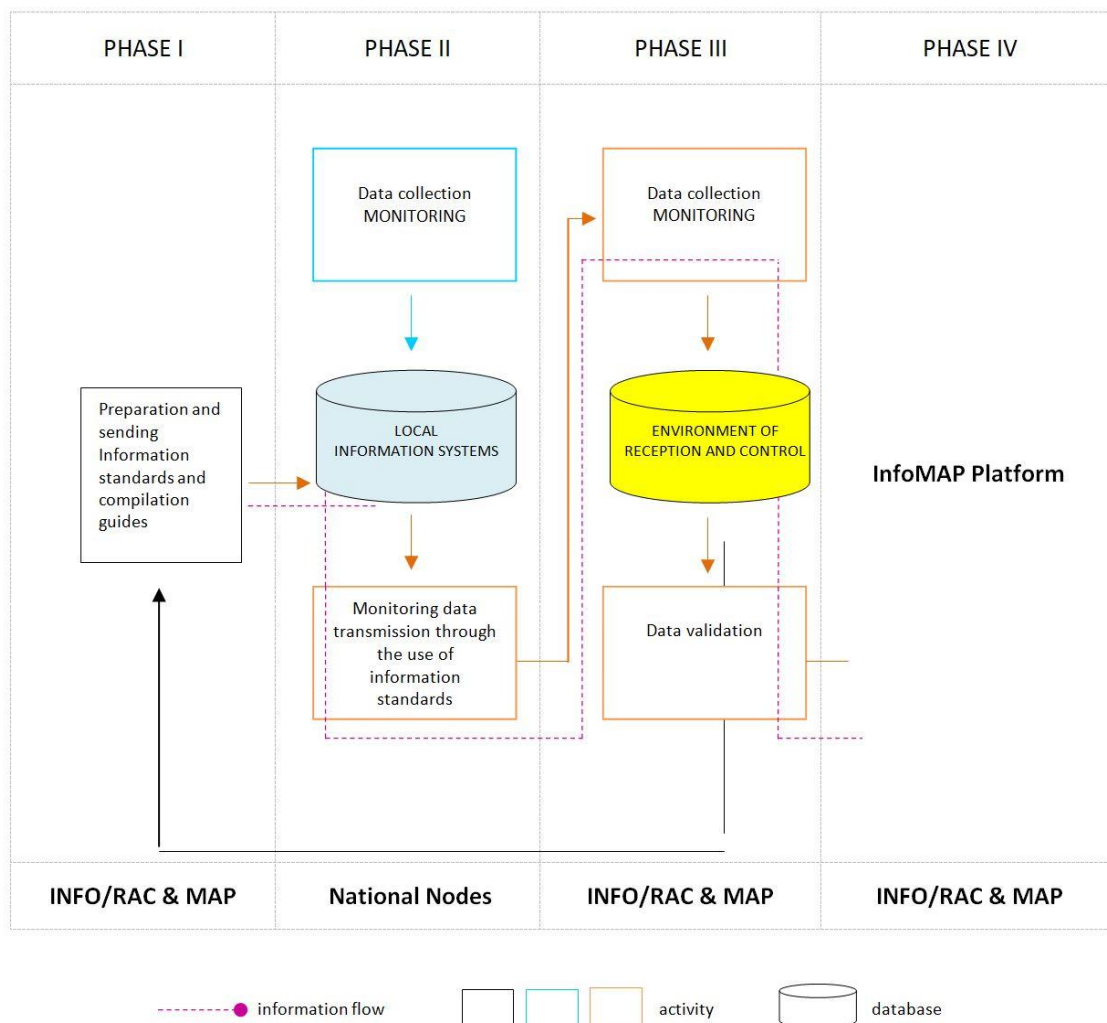 PHASE I
PHASE II
PHASE III
PHASE IV
Data collection
MONITORING
Data collection
MONITORING
Preparation and
sending
Information
standards and
compilation
guides
LOCAL
INFORMATION SYSTEMS
ENVIRONMENT OF
RECEPTION AND CONTROL
InfoMAP Platform
Monitoring data
transmission through
the use of
information
standards
Data validation
INFO/RAC & MAP
National Nodes
INFO/RAC & MAP
INFO/RAC & MAP
information flow
activity
database